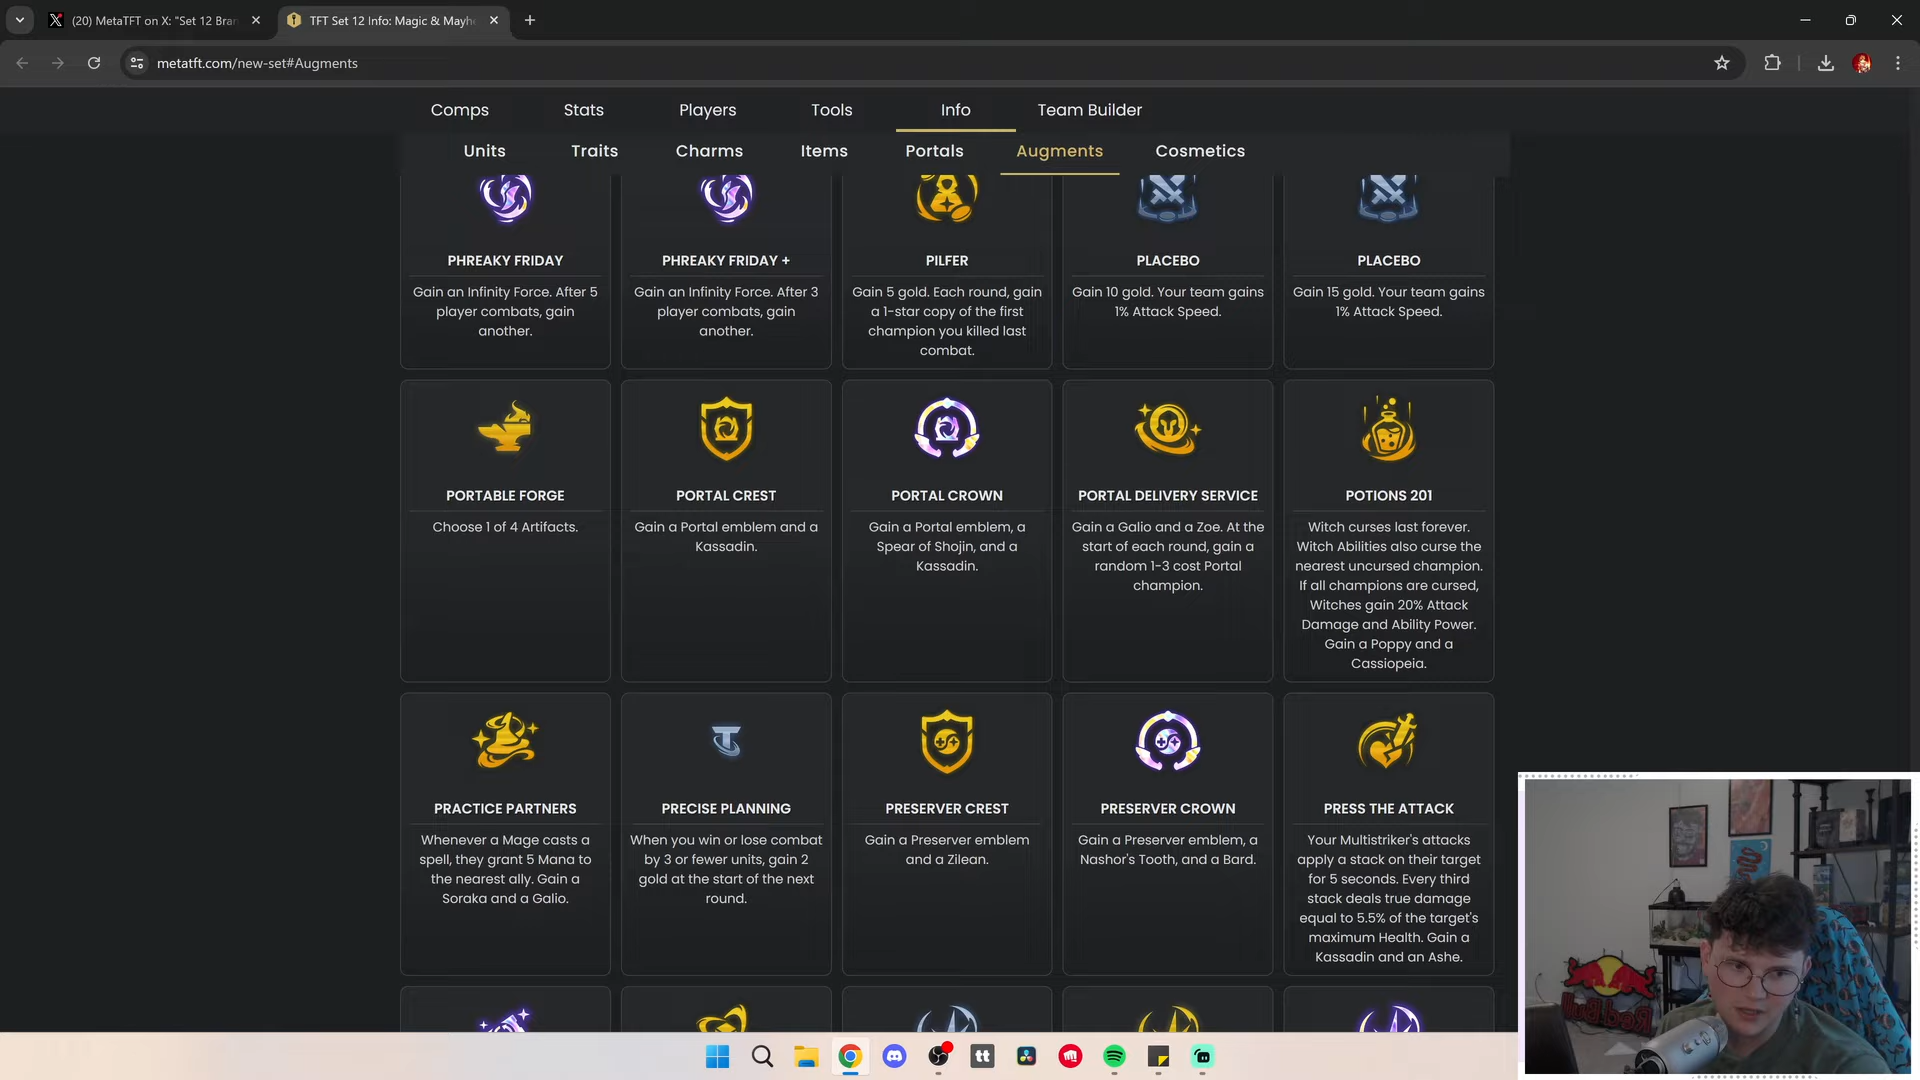 (20) MetaTFT on X: "Set 12 Bran
TFT Set 12 Info: Magic & Mayhe
metatft.com/new-set#Augments
Comps Stats Players Tools Info Team Builder
Units Traits Charms Items Portals Augments Cosmetics
PHREAKY FRIDAY
Gain an Infinity Force. After 5
player combats, gain
another.
PHREAKY FRIDAY +
Gain an Infinity Force. After 3
player combats, gain
another.
PILFER
Gain 5 gold. Each round, gain
a 1-star copy of the first
champion you killed last
combat.
PLACEBO
Gain 10 gold. Your team gains
1% Attack Speed.
PLACEBO
Gain 15 gold. Your team gains
1% Attack Speed.
PORTABLE FORGE
Choose 1 of 4 Artifacts.
PORTAL CREST
Gain a Portal emblem and a
Kassadin.
PORTAL CROWN
Gain a Portal emblem, a
Spear of Shojin, and a
Kassadin.
PORTAL DELIVERY SERVICE
Gain a Galio and a Zoe. At the
start of each round, gain a
random 1-3 cost Portal
champion.
POTIONS 201
Witch curses last forever.
Witch Abilities also curse the
nearest uncursed champion.
If all champions are cursed,
Witches gain 20% Attack
Damage and Ability Power.
Gain a Poppy and a
Cassiopeia.
PRACTICE PARTNERS
Whenever a Mage casts a
spell, they grant 5 Mana to
the nearest ally. Gain a
Soraka and a Galio.
PRECISE PLANNING
When you win or lose combat
by 3 or fewer units, gain 2
gold at the start of the next
round.
PRESERVER CREST
Gain a Preserver emblem
and a Zilean.
PRESERVER CROWN
Gain a Preserver emblem, a
Nashor's Tooth, and a Bard.
PRESS THE ATTACK
Your Multistriker's attacks
apply a stack on their target
for 5 seconds. Every third
stack deals true damage
equal to 5.5% of the target's
maximum Health. Gain a
Kassadin and an Ashe.
tt
Red Bull